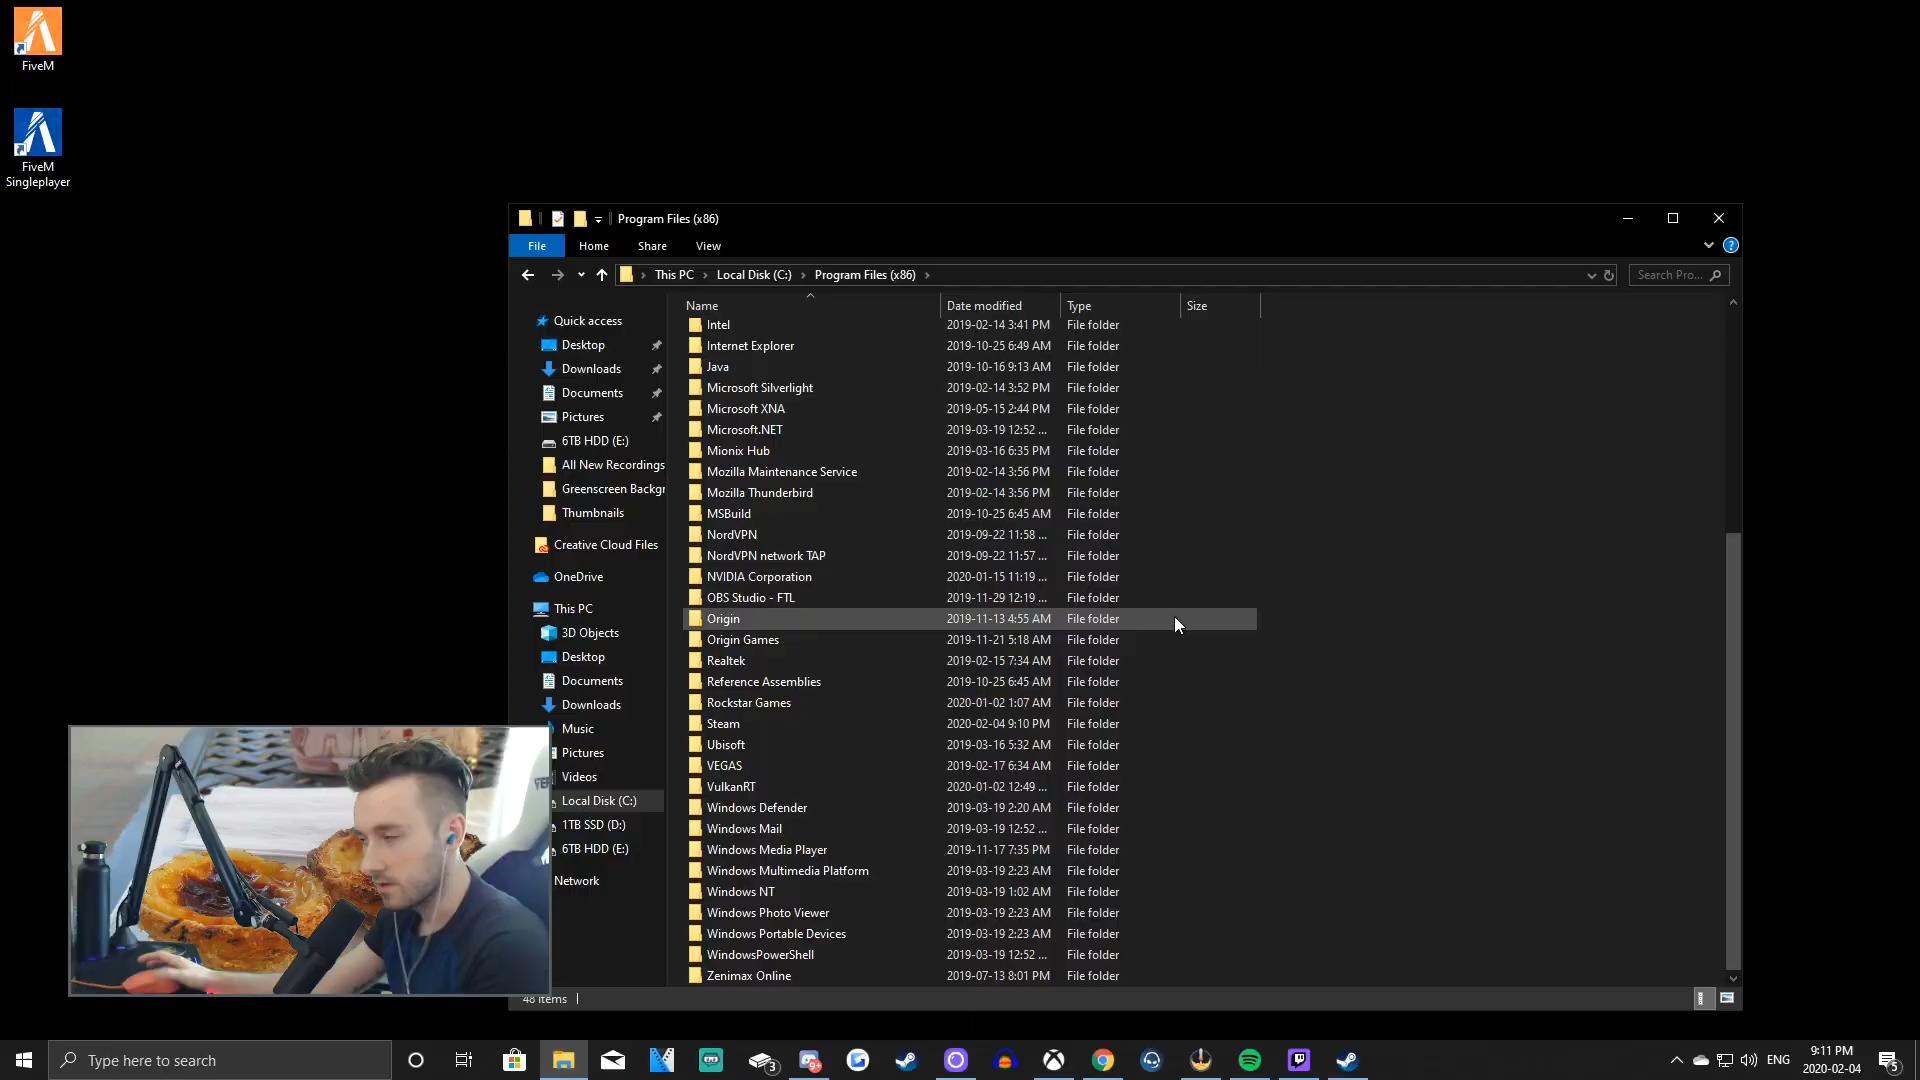 FiveM
FiveM
Singleplayer
Program Files (x86)
File Home Share View
This PC Local Disk (C:) Program Files (x86)
Search Pro...
Name Date modified Type Size
Quick access
Desktop
Downloads
Documents
Pictures
6TB HDD (E:)
All New Recordings
Greenscreen Backgr
Thumbnails
Creative Cloud Files
OneDrive
This PC
3D Objects
Desktop
Documents
Downloads
Music
Pictures
Videos
Local Disk (C:)
1TB SSD (D:)
6TB HDD (E:)
Network
Intel 2019-02-14 3:41 PM File folder
Internet Explorer 2019-10-25 6:49 AM File folder
Java 2019-10-16 9:13 AM File folder
Microsoft Silverlight 2019-02-14 3:52 PM File folder
Microsoft XNA 2019-05-15 2:44 PM File folder
Microsoft.NET 2019-03-19 12:52 ... File folder
Mionix Hub 2019-03-16 6:35 PM File folder
Mozilla Maintenance Service 2019-02-14 3:56 PM File folder
Mozilla Thunderbird 2019-02-14 3:56 PM File folder
MSBuild 2019-10-25 6:45 AM File folder
NordVPN 2019-09-22 11:58 ... File folder
NordVPN network TAP 2019-09-22 11:57 ... File folder
NVIDIA Corporation 2020-01-15 11:19 ... File folder
OBS Studio - FTL 2019-11-29 12:19 ... File folder
Origin 2019-11-13 4:55 AM File folder
Origin Games 2019-11-21 5:18 AM File folder
Realtek 2019-02-15 7:34 AM File folder
Reference Assemblies 2019-10-25 6:45 AM File folder
Rockstar Games 2020-01-02 1:07 AM File folder
Steam 2020-02-04 9:10 PM File folder
Ubisoft 2019-03-16 5:32 AM File folder
VEGAS 2019-02-17 6:34 AM File folder
VulkanRT 2020-01-02 12:49 ... File folder
Windows Defender 2019-03-19 2:20 AM File folder
Windows Mail 2019-03-19 12:52 ... File folder
Windows Media Player 2019-11-17 7:35 PM File folder
Windows Multimedia Platform 2019-03-19 2:23 AM File folder
Windows NT 2019-03-19 1:02 AM File folder
Windows Photo Viewer 2019-03-19 2:23 AM File folder
Windows Portable Devices 2019-03-19 2:23 AM File folder
WindowsPowerShell 2019-03-19 12:52 ... File folder
Zenimax Online 2019-07-13 8:01 PM File folder
48 items
Type here to search
3
9+
ENG
9:11 PM
2020-02-04
5